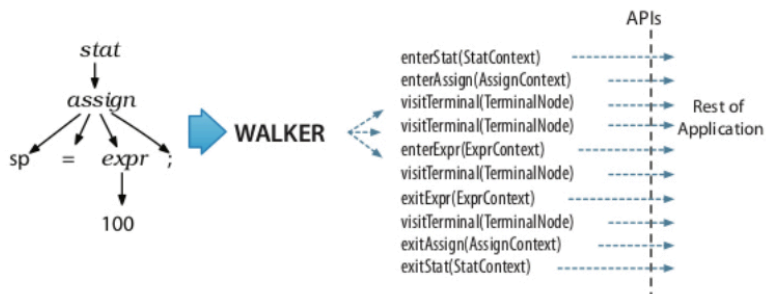 stat
assign
sp = expr ;
100
WALKER
APIs
enterStat(StatContext)
enterAssign(AssignContext)
visitTerminal(TerminalNode)
visitTerminal(TerminalNode)
enterExpr(ExprContext)
visitTerminal(TerminalNode)
exitExpr(ExprContext)
visitTerminal(TerminalNode)
exitAssign(AssignContext)
exitStat(StatContext)
Rest of
Application